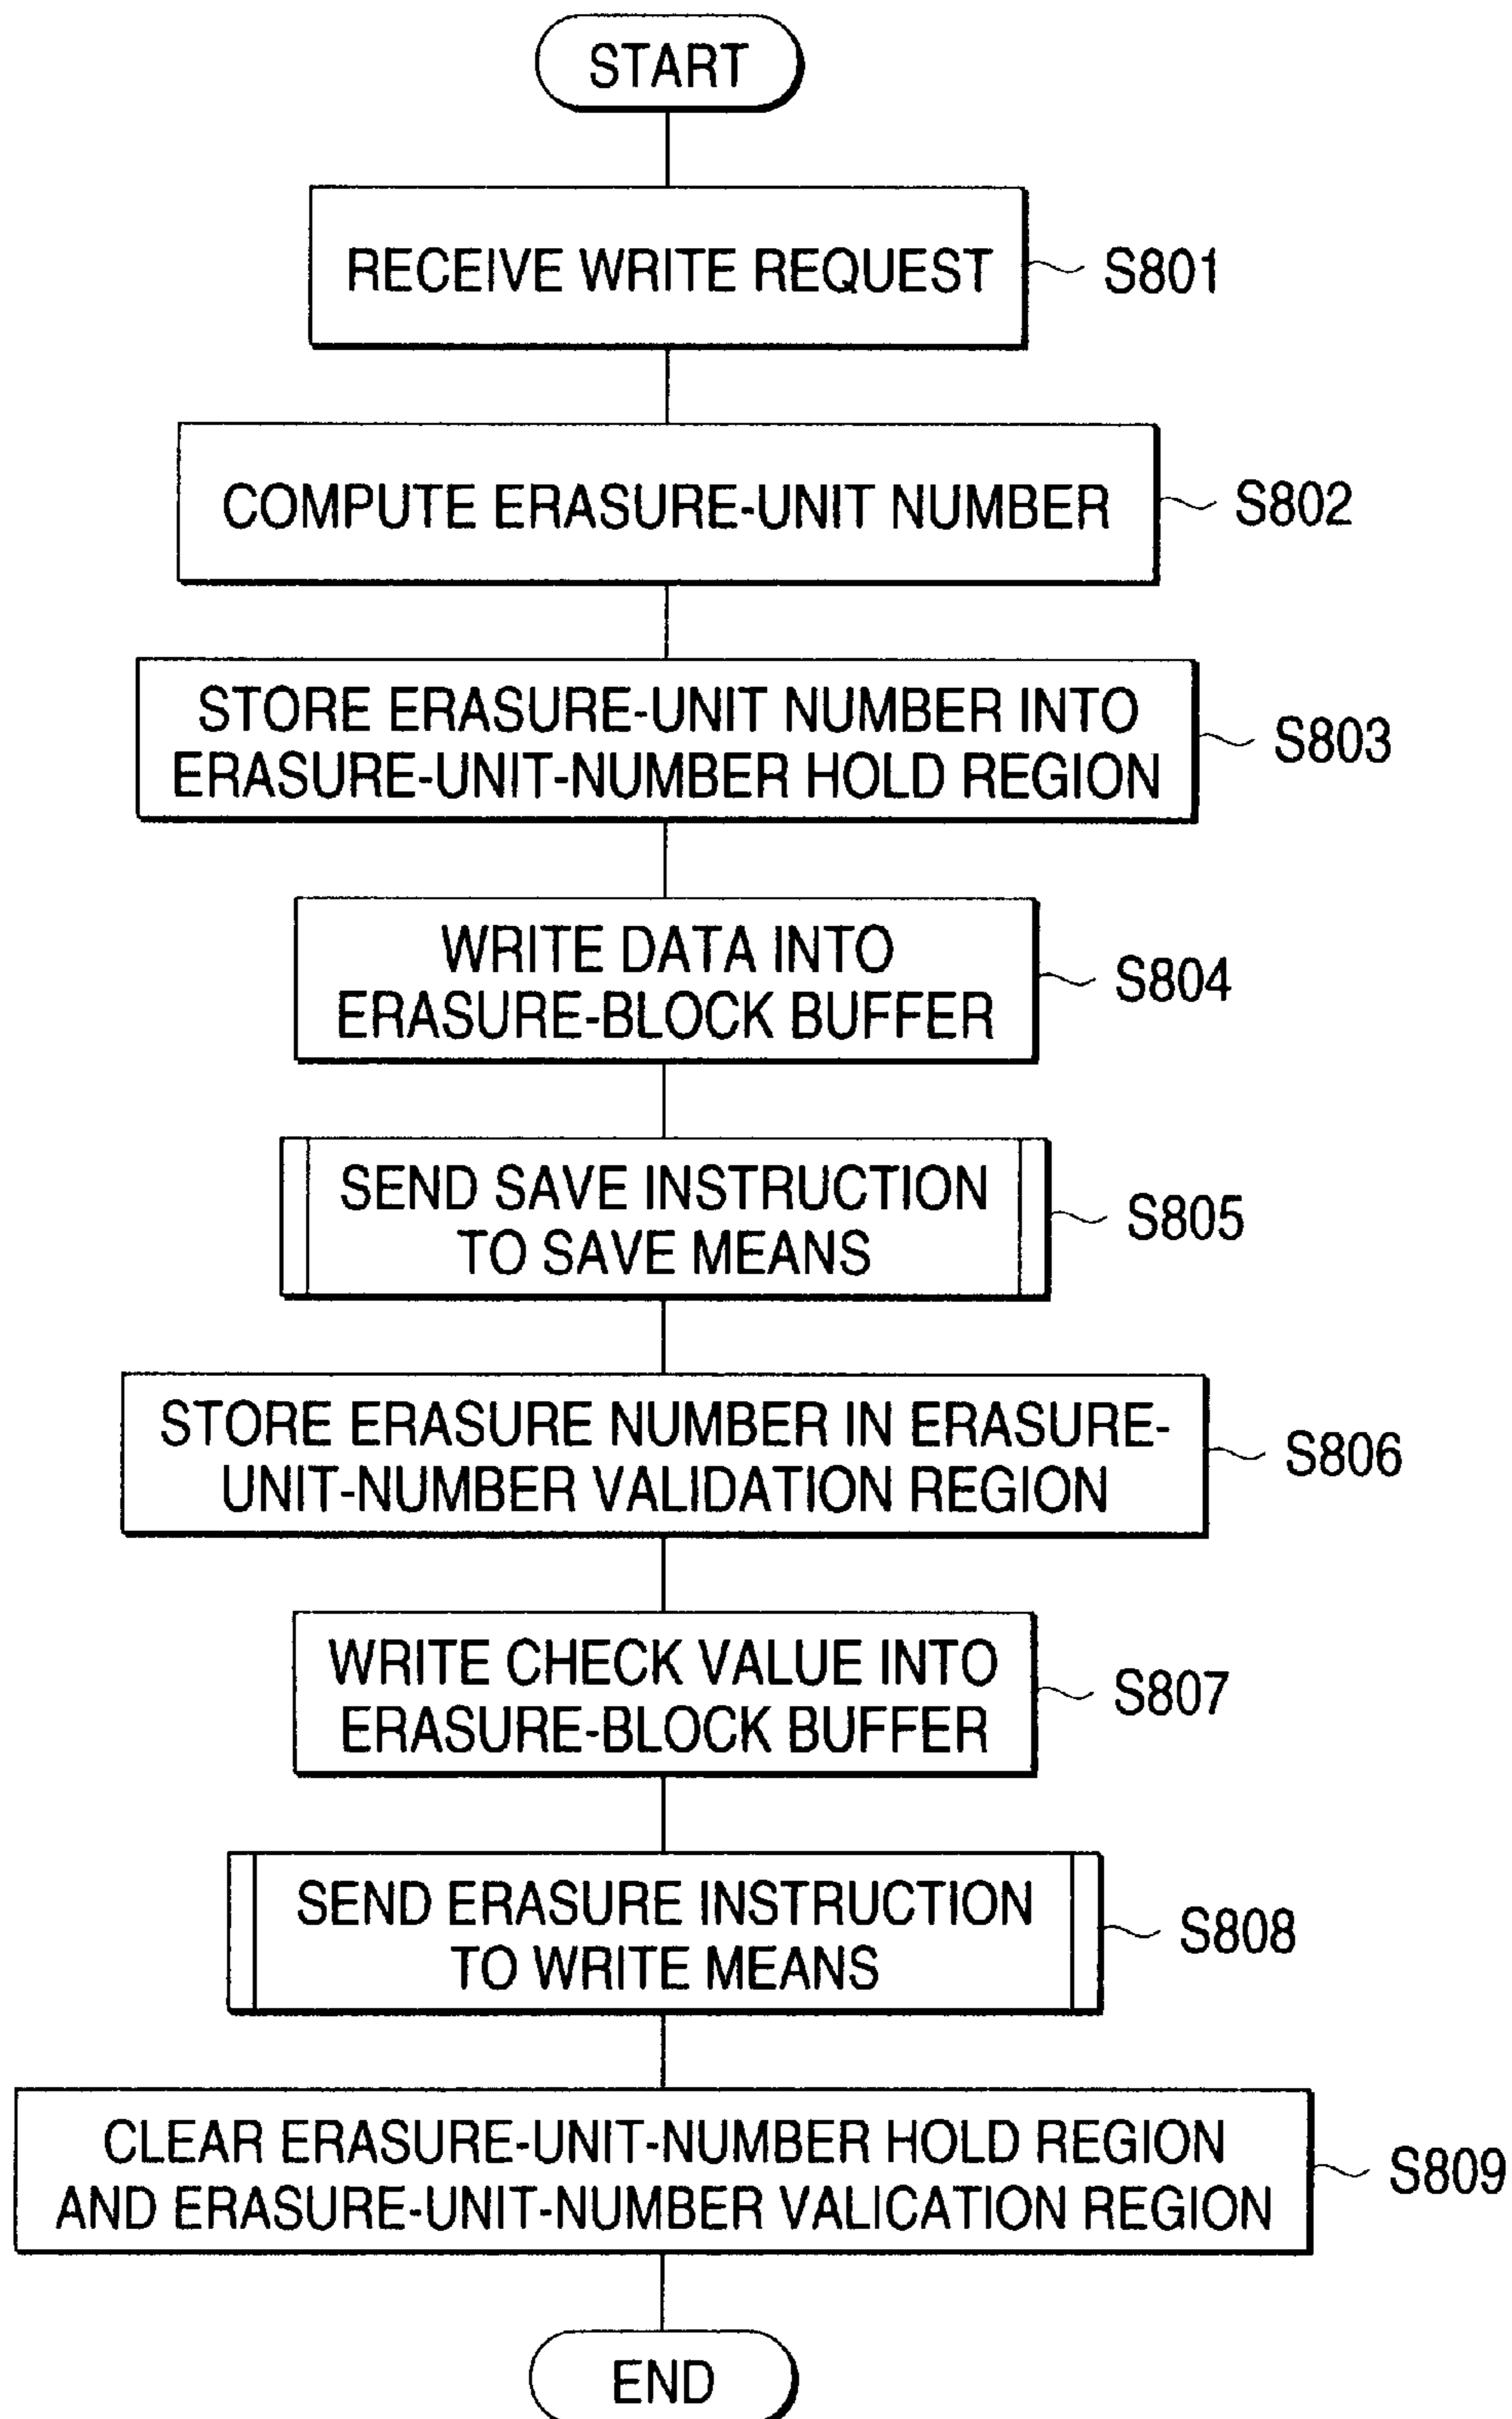 START
RECEIVE WRITE REQUEST
S801
COMPUTE ERASURE-UNIT NUMBER
S802
STORE ERASURE-UNIT NUMBER INTO
ERASURE-UNIT-NUMBER HOLD REGION
S803
WRITE DATA INTO
ERASURE-BLOCK BUFFER
S804
SEND SAVE INSTRUCTION
TO SAVE MEANS
S805
STORE ERASURE NUMBER IN ERASURE-
UNIT-NUMBER VALIDATION REGION
S806
WRITE CHECK VALUE INTO
ERASURE-BLOCK BUFFER
S807
SEND ERASURE INSTRUCTION
TO WRITE MEANS
S808
CLEAR ERASURE-UNIT-NUMBER HOLD REGION
AND ERASURE-UNIT-NUMBER VALICATION REGION
S809
END